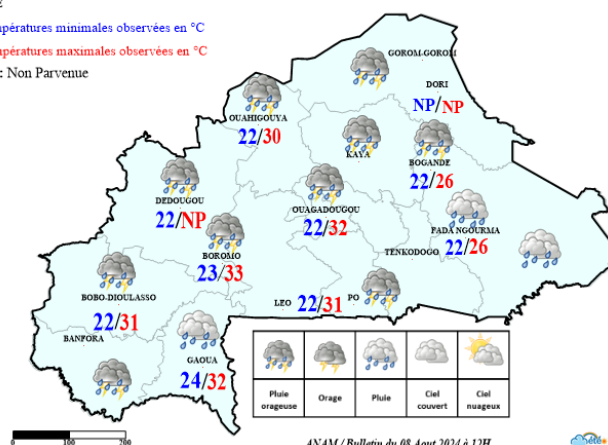 mpératures minimales observées en °C
mpératures maximales observées en °C
: Non Parvenue
GOROM-GOROM
DORI
NP/NP
OUAHIGOUYA
22/30
KAYA
BOGANDE
22/26
DEDOUGOU
22/NP
OUAGADOUGOU
22/32
FADA NGOURMA
22/26
BOROMO
23/33
TENKODOGO
BOBO-DIOULASSO
22/31
LEO
22/31
PO
BANFORA
GAOUA
24/32
Pluie orageuse
Orage
Pluie
Ciel couvert
Ciel nuageux
0 100 200
ANAM / Bulletin du 08 Aout 2024 à 12H